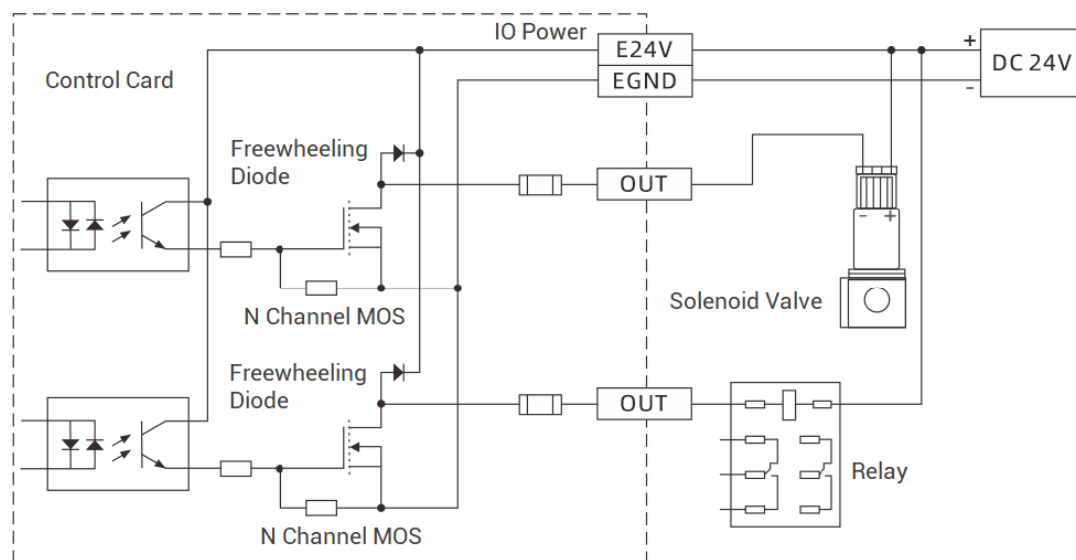 IO Power
E24V
+
DC 24V
EGND
-
Control Card
Freewheeling
Diode
OUT
- +
Solenoid Valve
N Channel MOS
Freewheeling
Diode
OUT
Relay
N Channel MOS